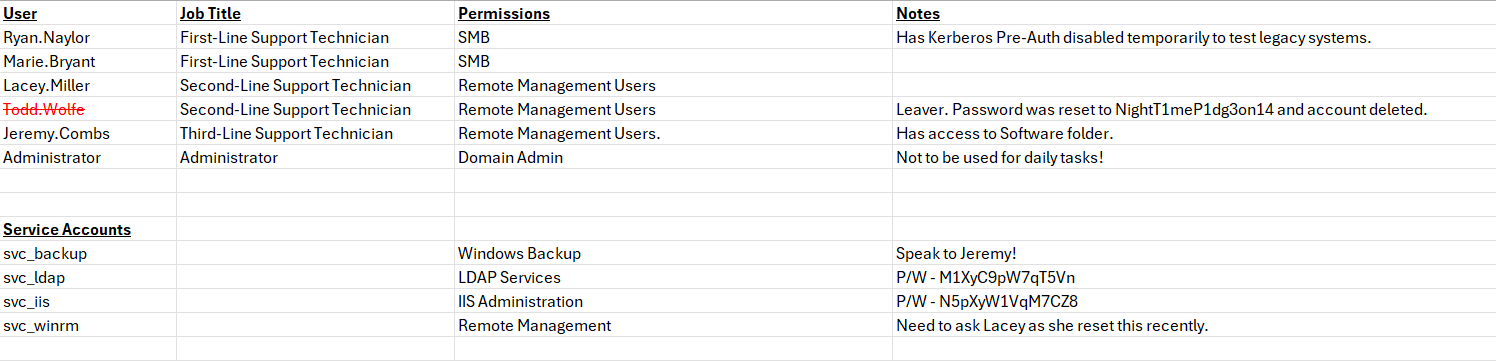 User Job Title Permissions Notes
Ryan.Naylor First-Line Support Technician SMB Has Kerberos Pre-Auth disabled temporarily to test legacy systems.
Marie.Bryant First-Line Support Technician SMB
Lacey.Miller Second-Line Support Technician Remote Management Users
Todd.Wolfe Second-Line Support Technician Remote Management Users Leaver. Password was reset to NightT1meP1dg3on14 and account deleted.
Jeremy.Combs Third-Line Support Technician Remote Management Users. Has access to Software folder.
Administrator Administrator Domain Admin Not to be used for daily tasks!
Service Accounts
svc_backup Windows Backup Speak to Jeremy!
svc_ldap LDAP Services P/W - M1XyC9pW7qT5Vn
svc_iis IIS Administration P/W - N5pXyW1VqM7CZ8
svc_winrm Remote Management Need to ask Lacey as she reset this recently.